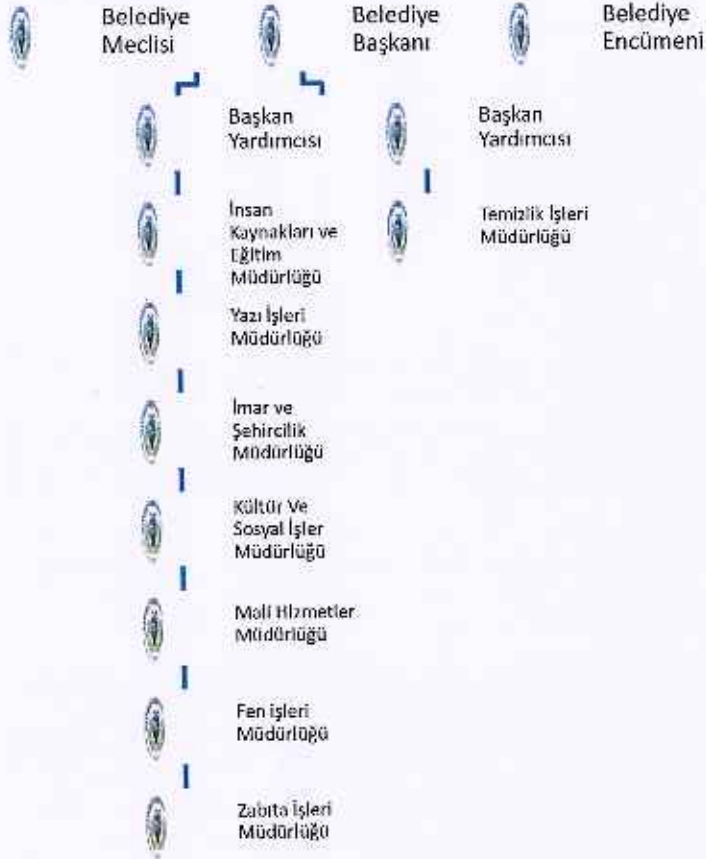 Belediye
Meclisi
Belediye
Başkanı
Belediye
Encümeni
Başkan
Yardımcısı
Başkan
Yardımcısı
İnsan
Kaynakları ve
Eğitim
Müdürlüğü
Temizlik İşleri
Müdürlüğü
Yazı İşleri
Müdürlüğü
İmar ve
Şehircilik
Müdürlüğü
Kültür Ve
Sosyal İşler
Müdürlüğü
Mali Hizmetler
Müdürlüğü
Fen işleri
Müdürlüğü
Zabıta İşleri
Müdürlüğü